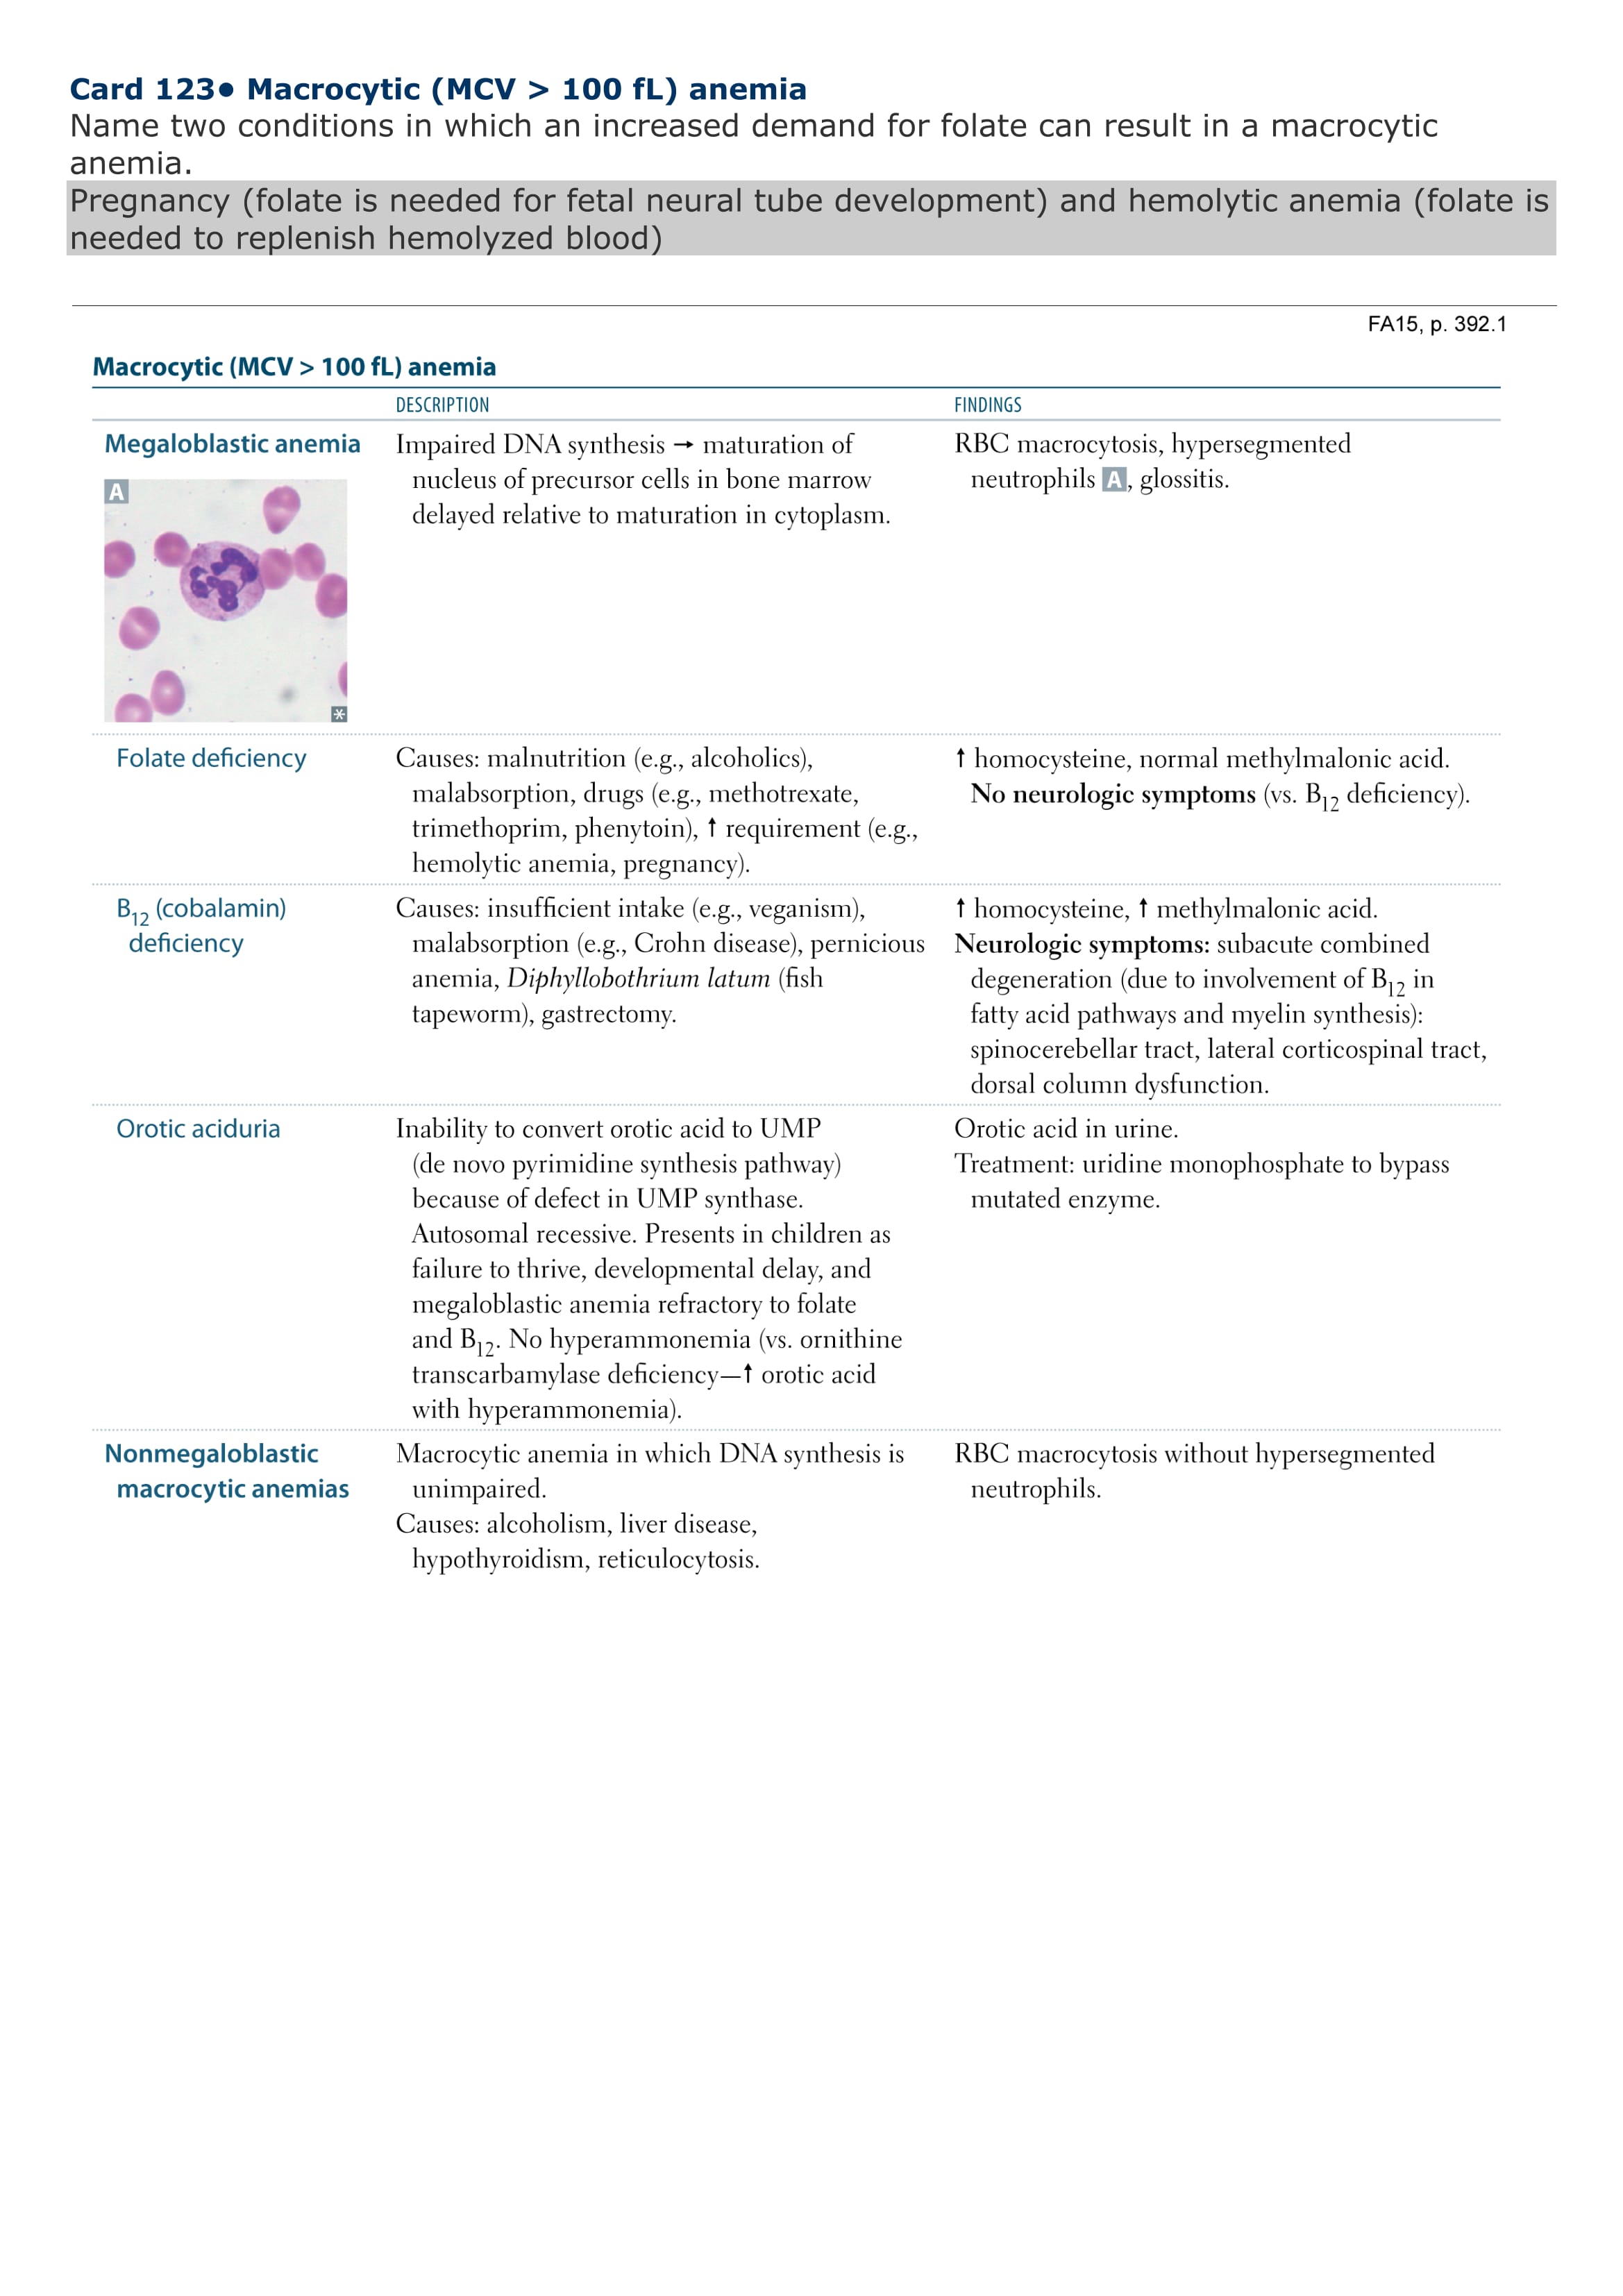 Card 123● Macrocytic (MCV > 100 fL) anemia
Name two conditions in which an increased demand for folate can result in a macrocytic
anemia.
Pregnancy (folate is needed for fetal neural tube development) and hemolytic anemia (folate is
needed to replenish hemolyzed blood)
FA15, p. 392.1
Macrocytic (MCV > 100 fL) anemia
DESCRIPTION
FINDINGS
Megaloblastic anemia
A
*
Impaired DNA synthesis → maturation of
nucleus of precursor cells in bone marrow
delayed relative to maturation in cytoplasm.
RBC macrocytosis, hypersegmented
neutrophils A, glossitis.
Folate deficiency
Causes: malnutrition (e.g., alcoholics),
malabsorption, drugs (e.g., methotrexate,
trimethoprim, phenytoin), ↑ requirement (e.g.,
hemolytic anemia, pregnancy).
↑ homocysteine, normal methylmalonic acid.
No neurologic symptoms (vs. B12 deficiency).
B12 (cobalamin)
deficiency
Causes: insufficient intake (e.g., veganism),
malabsorption (e.g., Crohn disease), pernicious
anemia, Diphyllobothrium latum (fish
tapeworm), gastrectomy.
↑ homocysteine, ↑ methylmalonic acid.
Neurologic symptoms: subacute combined
degeneration (due to involvement of B12 in
fatty acid pathways and myelin synthesis):
spinocerebellar tract, lateral corticospinal tract,
dorsal column dysfunction.
Orotic aciduria
Inability to convert orotic acid to UMP
(de novo pyrimidine synthesis pathway)
because of defect in UMP synthase.
Autosomal recessive. Presents in children as
failure to thrive, developmental delay, and
megaloblastic anemia refractory to folate
and B12. No hyperammonemia (vs. ornithine
transcarbamylase deficiency—↑ orotic acid
with hyperammonemia).
Orotic acid in urine.
Treatment: uridine monophosphate to bypass
mutated enzyme.
Nonmegaloblastic
macrocytic anemias
Macrocytic anemia in which DNA synthesis is
unimpaired.
Causes: alcoholism, liver disease,
hypothyroidism, reticulocytosis.
RBC macrocytosis without hypersegmented
neutrophils.